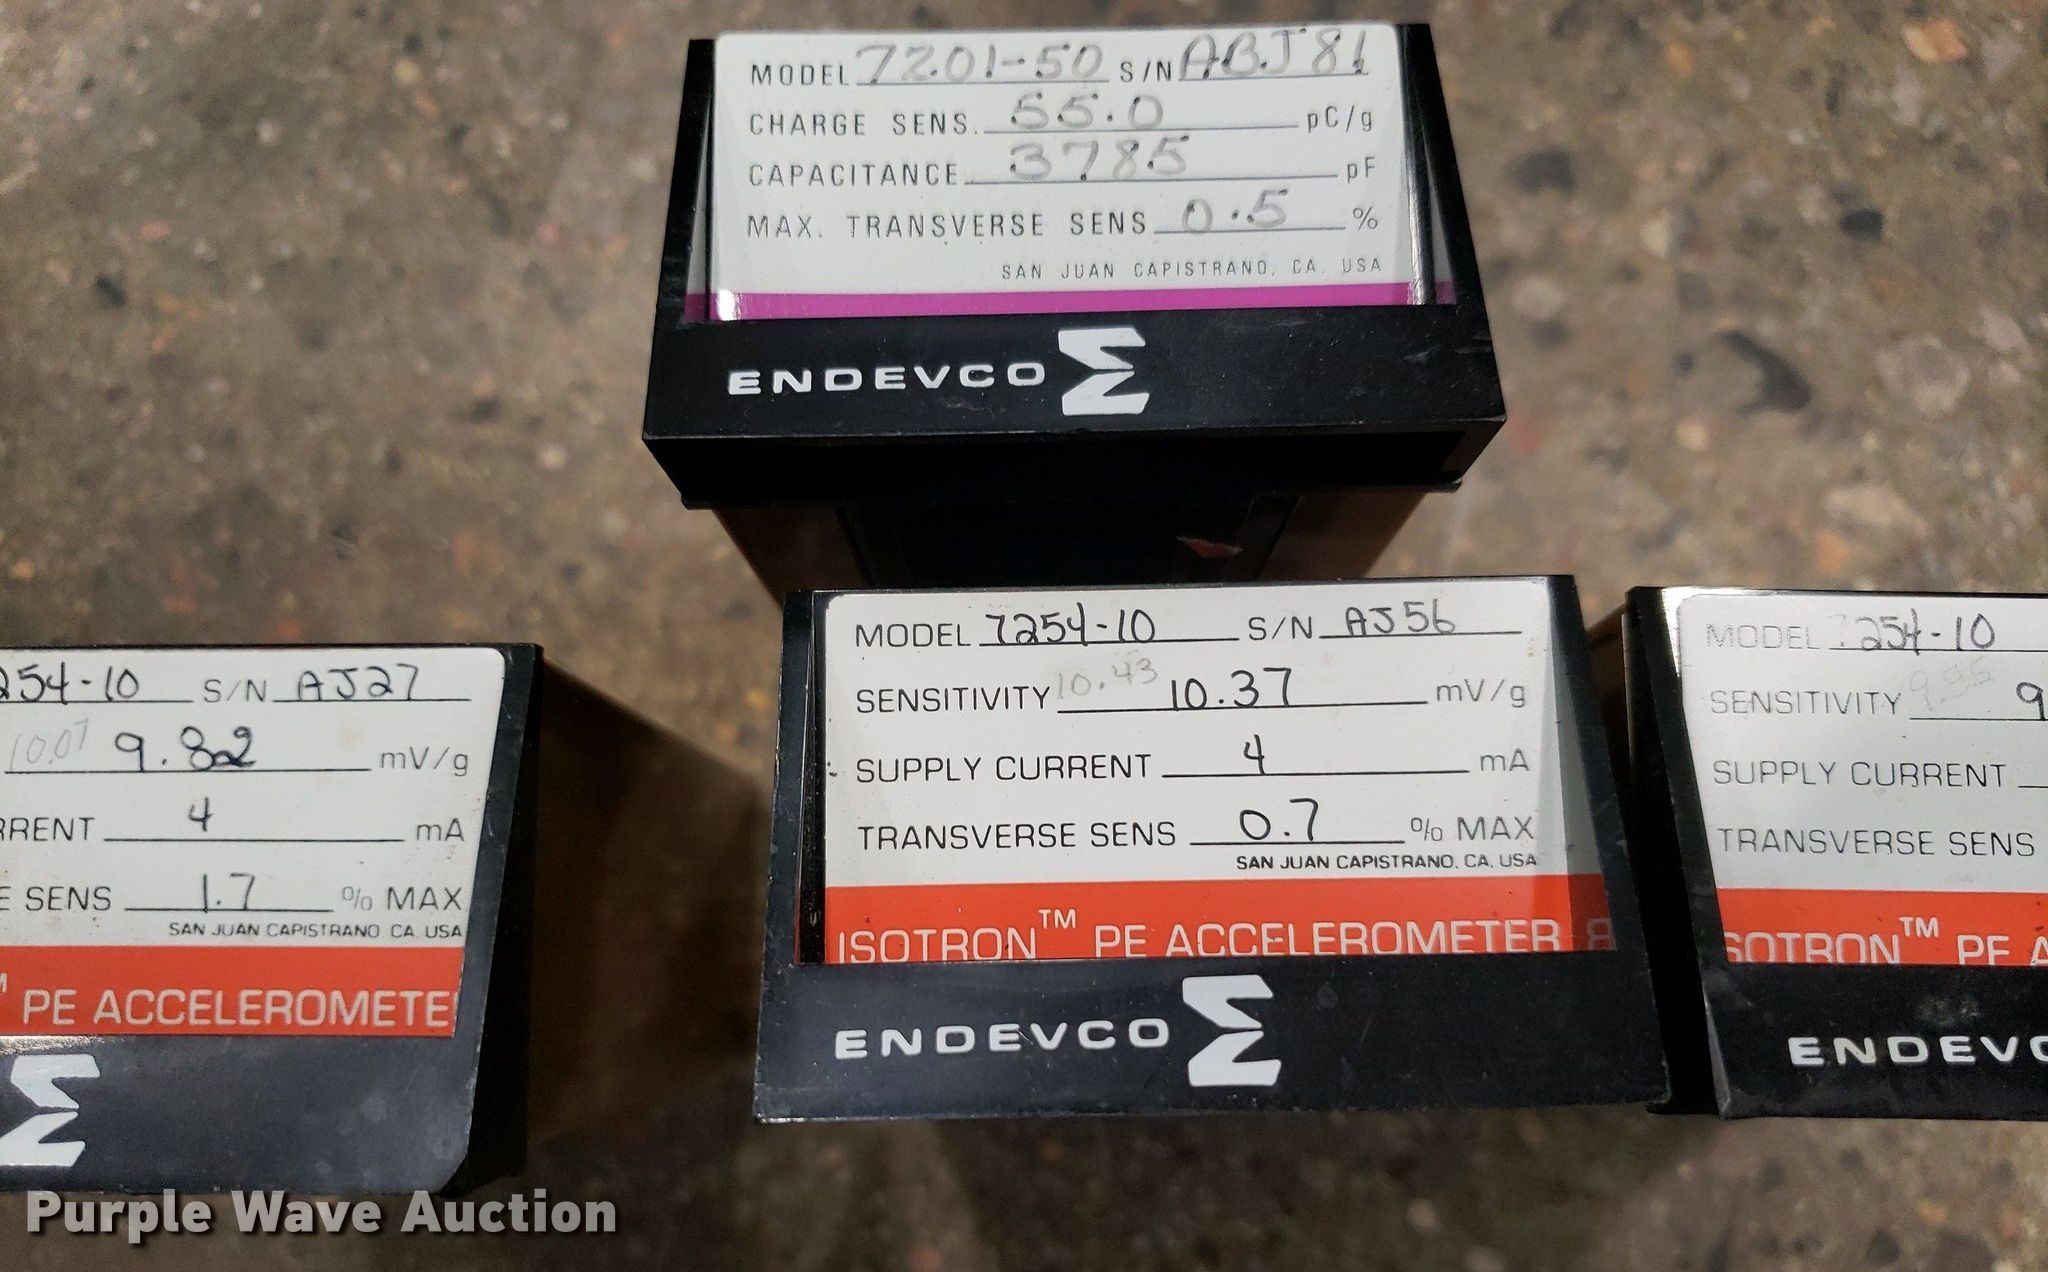 MODEL 7201-50 S/N ABJ81
CHARGE SENS. 55.0 pC/g
CAPACITANCE 3785 pF
MAX. TRANSVERSE SENS 0.5 %
SAN JUAN CAPISTRANO, CA. USA
ENDEVCO
254-10 S/N AJ27
10.07 9.82 mV/g
RRENT 4 mA
E SENS 1.7 % MAX
SAN JUAN CAPISTRANO. CA. USA
PE ACCELEROMETE
MODEL 7254-10 S/N AJ56
SENSITIVITY 10.43 10.37 mV/g
SUPPLY CURRENT 4 mA
TRANSVERSE SENS 0.7 % MAX
SAN JUAN CAPISTRANO. CA. USA
ISOTRON™ PE ACCELEROMETER
ENDEVCO
MODEL 7254-10
SENSITIVITY 9.95 9
SUPPLY CURRENT
TRANSVERSE SENS
SOTRON™ PE A
ENDEVC
Purple Wave Auction